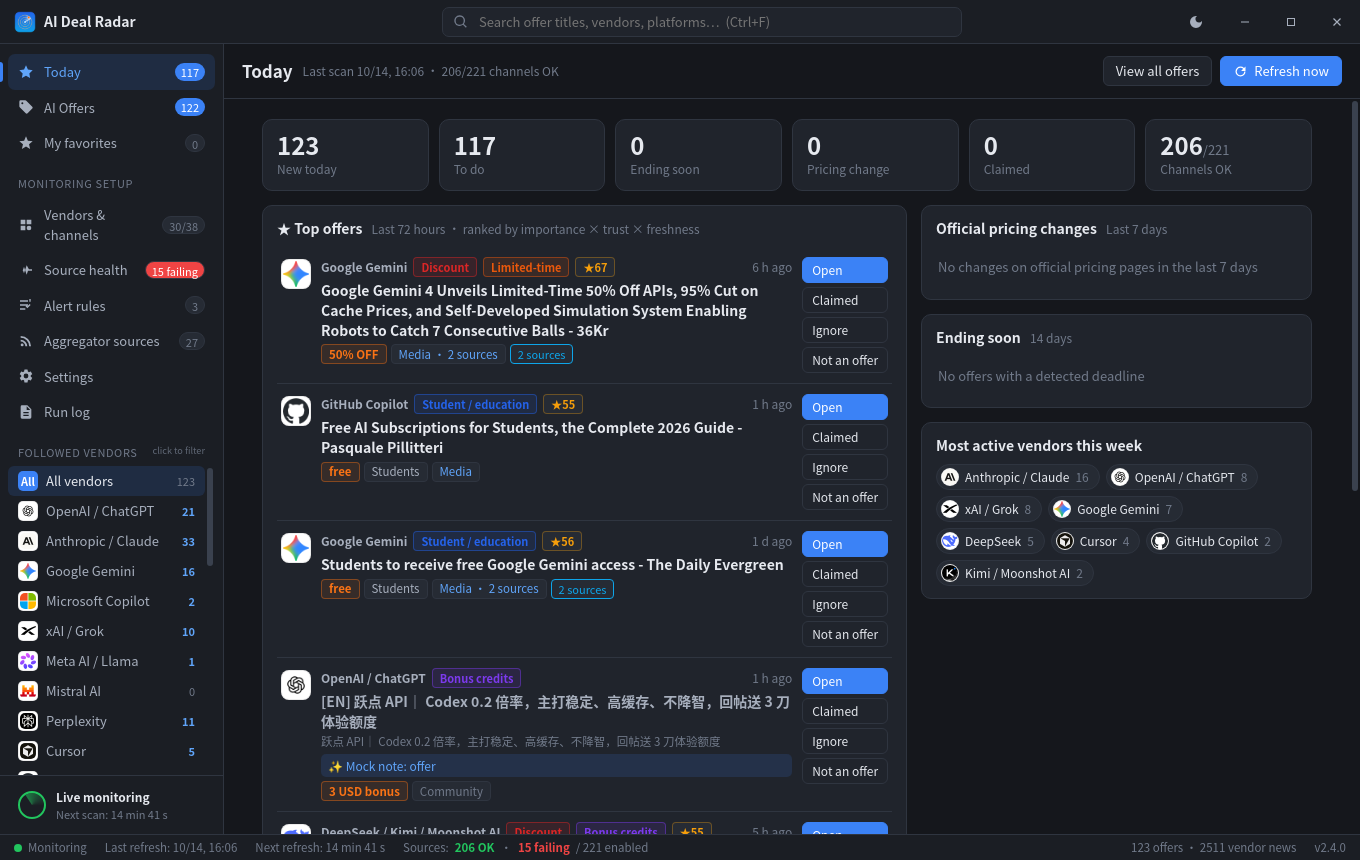 AI Deal Radar
Search offer titles, vendors, platforms… (Ctrl+F)
Today 117
AI Offers 122
My favorites 0
MONITORING SETUP
Vendors &
channels 30/38
Source health 15 failing
Alert rules 3
Aggregator sources 27
Settings
Run log
FOLLOWED VENDORS click to filter
All All vendors 123
OpenAI / ChatGPT 21
Anthropic / Claude 33
Google Gemini 16
Microsoft Copilot 2
xAI / Grok 10
Meta AI / Llama 1
Mistral AI 0
Perplexity 11
Cursor 5
Live monitoring
Next scan: 14 min 41 s
Today Last scan 10/14, 16:06 · 206/221 channels OK
View all offers
Refresh now
123
New today
117
To do
0
Ending soon
0
Pricing change
0
Claimed
206/221
Channels OK
★ Top offers Last 72 hours · ranked by importance × trust × freshness
Google Gemini Discount Limited-time ★67 6 h ago
Google Gemini 4 Unveils Limited-Time 50% Off APIs, 95% Cut on
Cache Prices, and Self-Developed Simulation System Enabling
Robots to Catch 7 Consecutive Balls - 36Kr
50% OFF Media · 2 sources 2 sources
Open
Claimed
Ignore
Not an offer
GitHub Copilot Student / education ★55 1 h ago
Free AI Subscriptions for Students, the Complete 2026 Guide -
Pasquale Pillitteri
free Students Media
Open
Claimed
Ignore
Not an offer
Google Gemini Student / education ★56 1 d ago
Students to receive free Google Gemini access - The Daily Evergreen
free Students Media · 2 sources 2 sources
Open
Claimed
Ignore
Not an offer
OpenAI / ChatGPT Bonus credits 1 h ago
[EN] 跃点 API｜ Codex 0.2 倍率，主打稳定、高缓存、不降智，回帖送 3 刀
体验额度
跃点 API｜ Codex 0.2 倍率，主打稳定、高缓存、不降智，回帖送 3 刀体验额度
✨ Mock note: offer
3 USD bonus Community
Open
Claimed
Ignore
Not an offer
DeepSeek / Kimi / Moonshot AI Discount Bonus credits ★55 5 h ago
Open
Official pricing changes Last 7 days
No changes on official pricing pages in the last 7 days
Ending soon 14 days
No offers with a detected deadline
Most active vendors this week
Anthropic / Claude 16 OpenAI / ChatGPT 8
xAI / Grok 8 Google Gemini 7
DeepSeek 5 Cursor 4 GitHub Copilot 2
Kimi / Moonshot AI 2
Monitoring Last refresh: 10/14, 16:06 Next refresh: 14 min 41 s Sources: 206 OK · 15 failing / 221 enabled 123 offers · 2511 vendor news v2.4.0